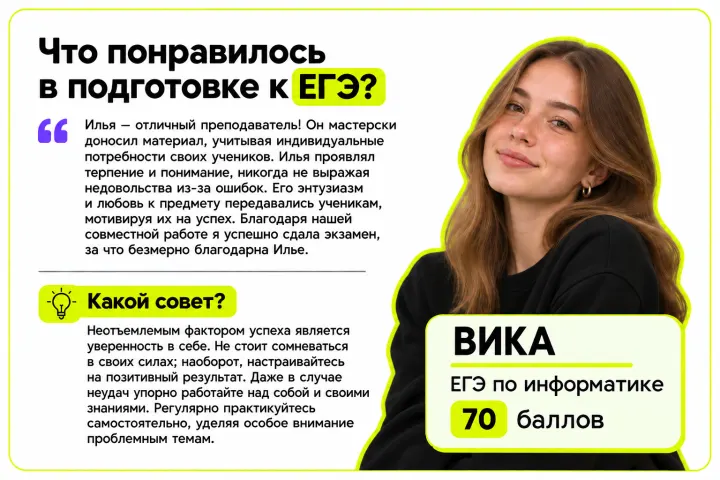 Что понравилось
в подготовке к ЕГЭ?
Илья – отличный преподаватель! Он мастерски
доносил материал, учитывая индивидуальные
потребности своих учеников. Илья проявлял
терпение и понимание, никогда не выражая
недовольства из-за ошибок. Его энтузиазм
и любовь к предмету передавались ученикам,
мотивируя их на успех. Благодаря нашей
совместной работе я успешно сдала экзамен,
за что безмерно благодарна Илье.
Какой совет?
Неотъемлемым фактором успеха является
уверенность в себе. Не стоит сомневаться
в своих силах; наоборот, настраивайтесь
на позитивный результат. Даже в случае
неудач упорно работайте над собой и своими
знаниями. Регулярно практикуйтесь
самостоятельно, уделяя особое внимание
проблемным темам.
ВИКА
ЕГЭ по информатике
70 баллов